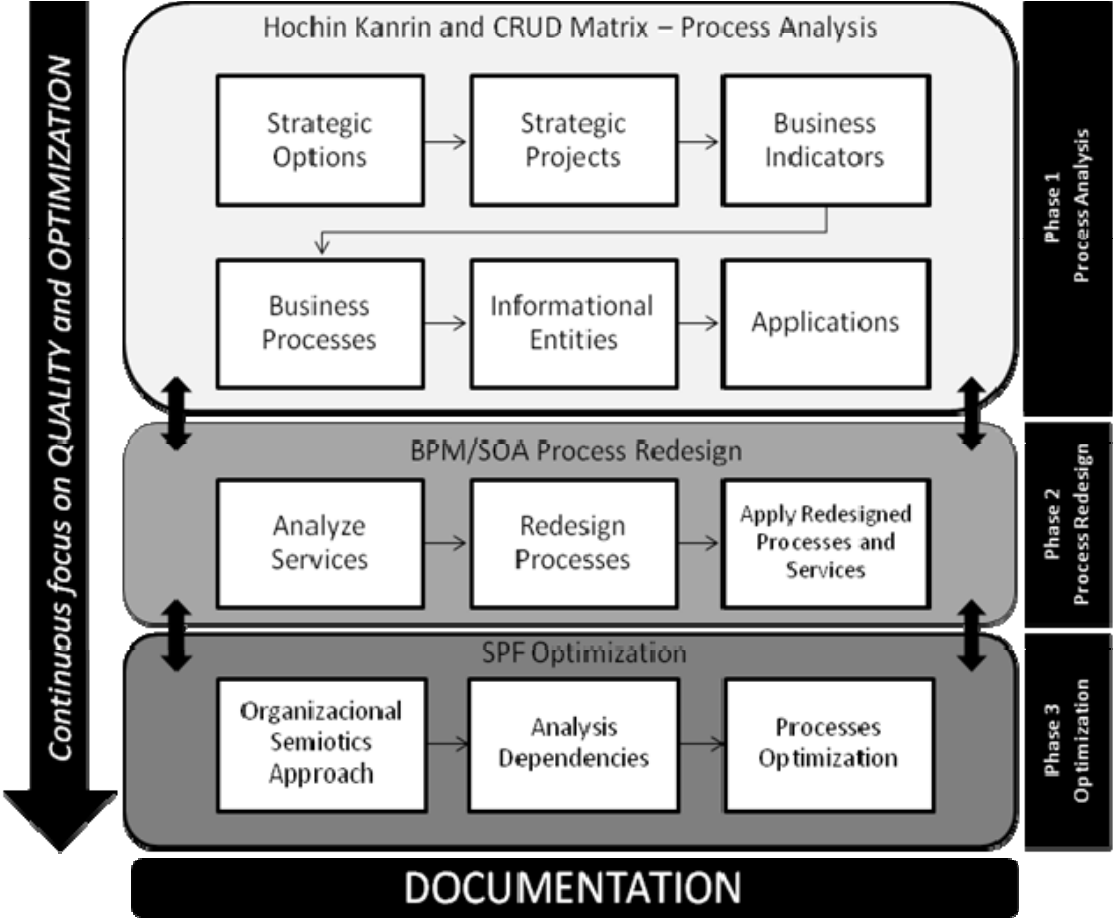 Hochin Kanrin and CRUD Matrix – Process Analysis
Strategic
Options
Strategic
Projects
Business
Indicators
Business
Processes
Informational
Entities
Applications
BPM/SOA Process Redesign
Analyze
Services
Redesign
Processes
Apply Redesigned
Processes and
Services
SPF Optimization
Organizacional
Semiotics
Approach
Analysis
Dependencies
Processes
Optimization
DOCUMENTATION
Continuous focus on QUALITY and OPTIMIZATION
Phase 1
Process Analysis
Phase 2
Process Redesign
Phase 3
Optimization